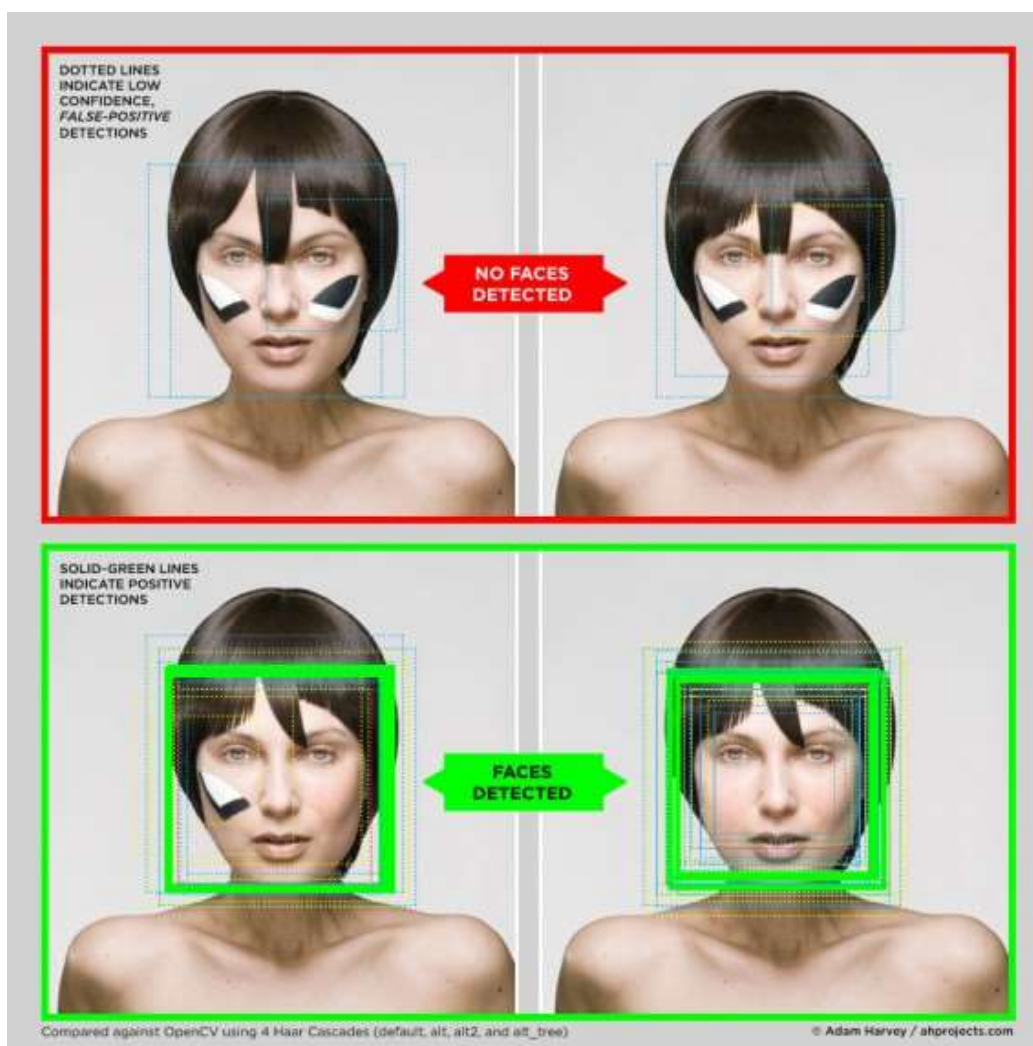 DOTTED LINES
INDICATE LOW
CONFIDENCE,
FALSE-POSITIVE
DETECTIONS
NO FACES
DETECTED
SOLID-GREEN LINES
INDICATE POSITIVE
DETECTIONS
FACES
DETECTED
Compared against OpenCV using 4 Haar Cascades (default, alt, alt2, and alt_tree)
© Adam Harvey / ahprojects.com